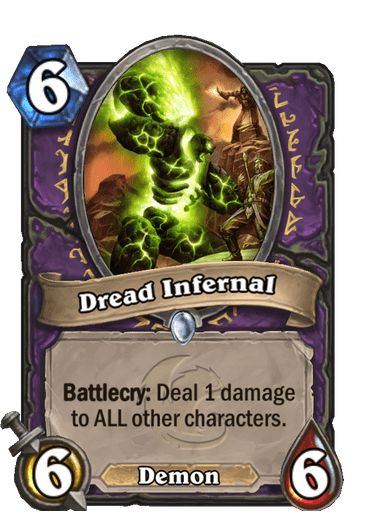 6
Dread Infernal
Battlecry: Deal 1 damage
to ALL other characters.
6
Demon
6